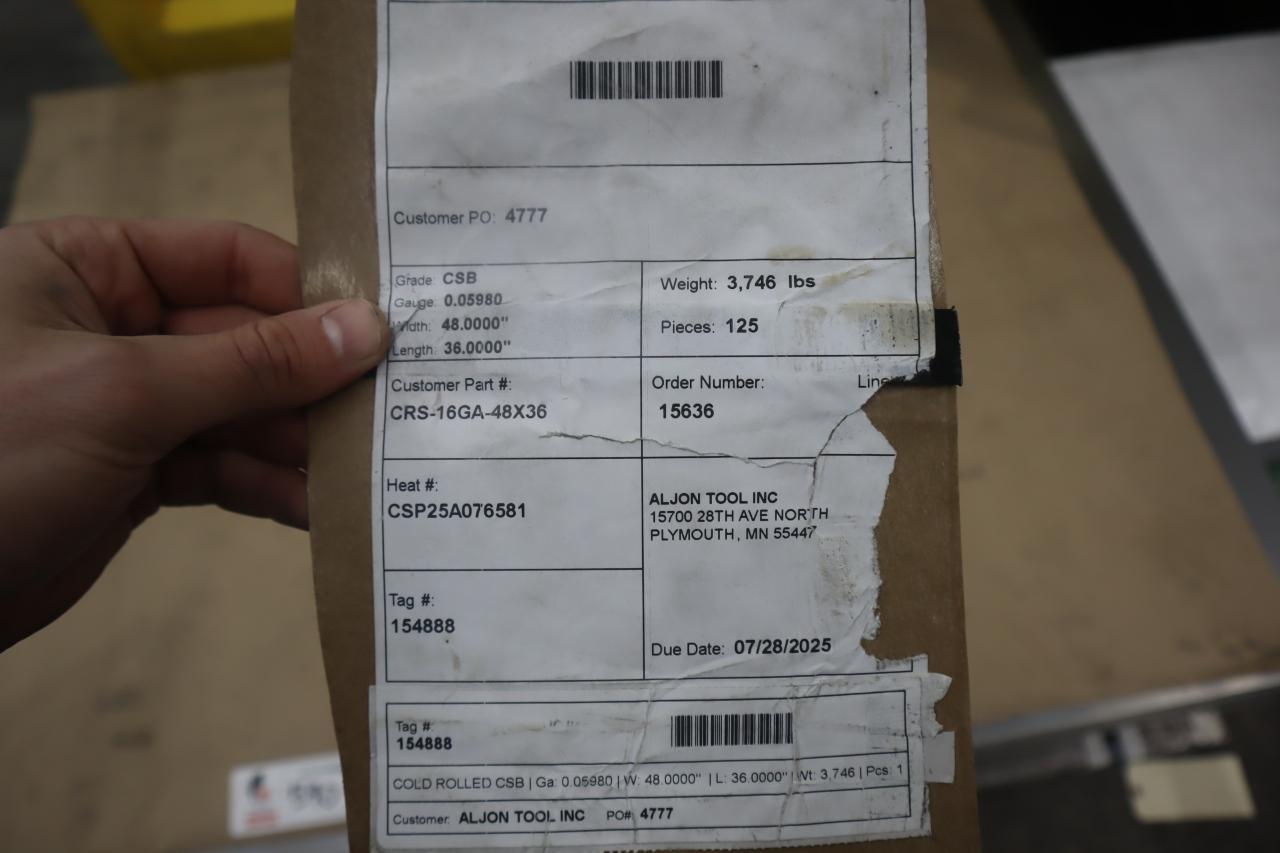 Customer PO: 4777
Grade: CSB
Gauge: 0.05980
Width: 48.0000"
Length: 36.0000"
Weight: 3,746 lbs
Pieces: 125
Customer Part #:
CRS-16GA-48X36
Order Number:
15636
Heat #:
CSP25A076581
ALJON TOOL INC
15700 28TH AVE NORTH
PLYMOUTH, MN 55447
Tag #:
154888
Due Date: 07/28/2025
Tag #:
154888
COLD ROLLED CSB | Ga: 0.05980 | W: 48.0000" | L: 36.0000" | Wt: 3,746 | Pcs: 1
Customer: ALJON TOOL INC PO#: 4777